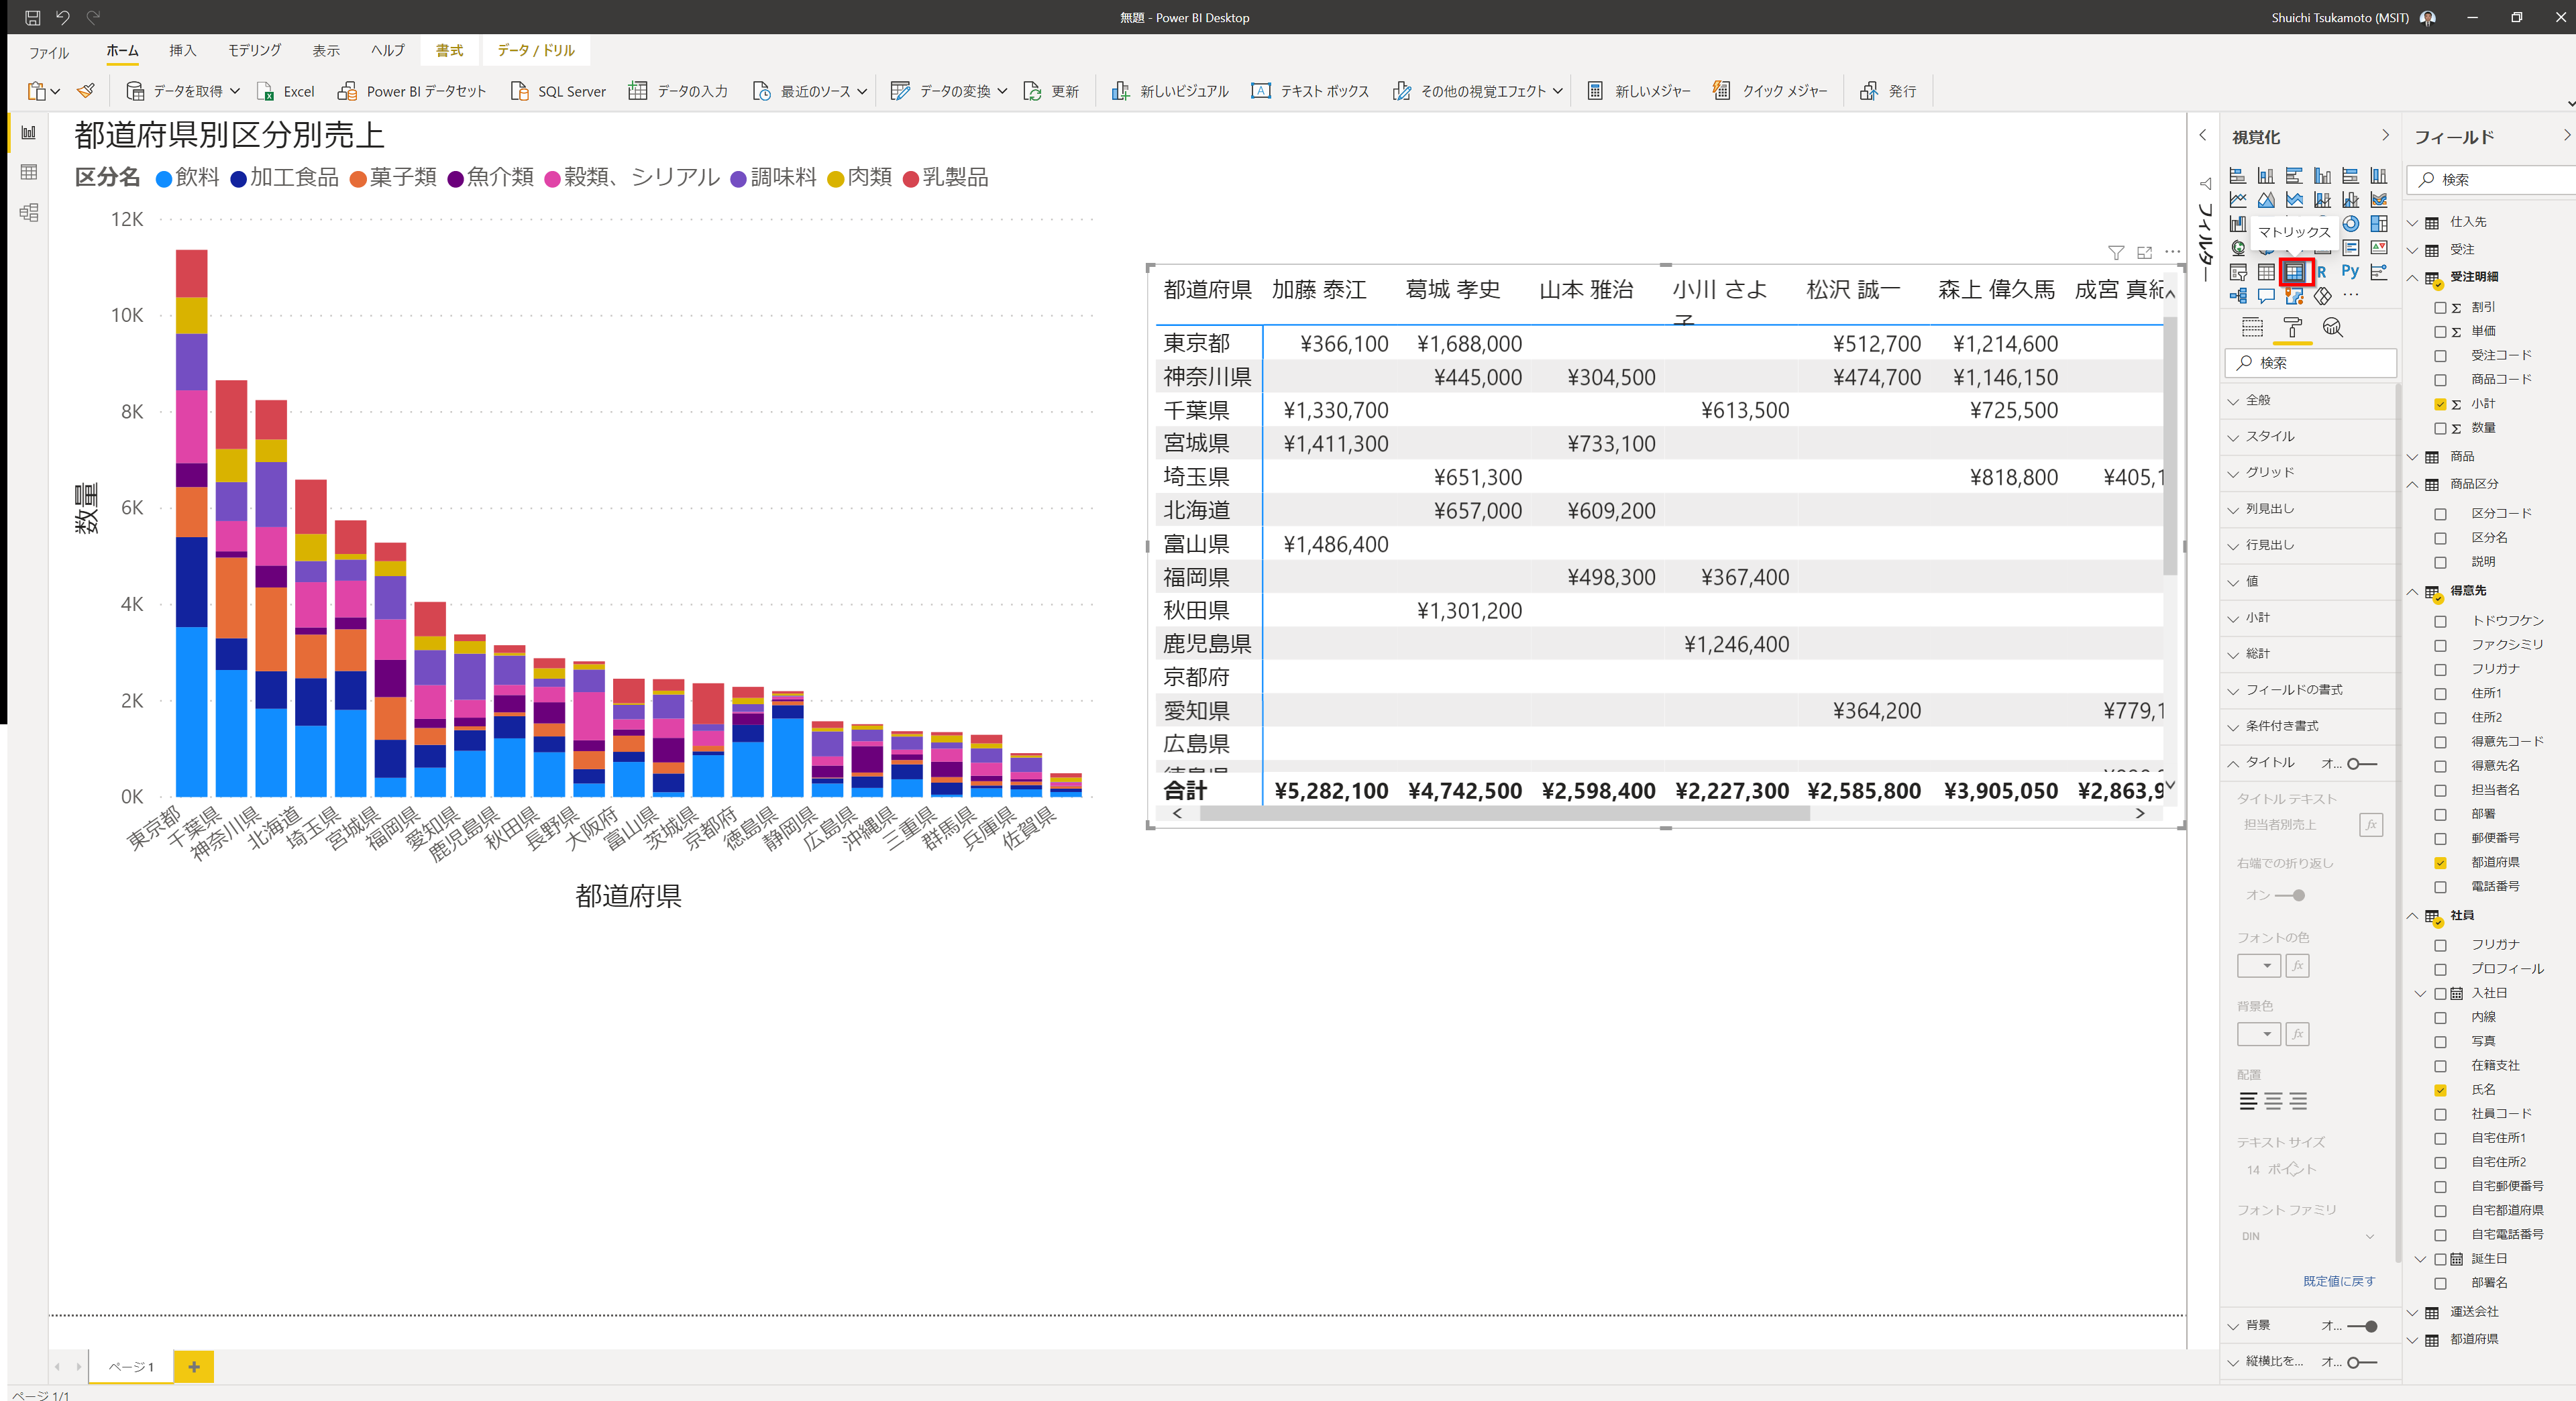 無題 - Power BI Desktop
Shuichi Tsukamoto (MSIT)
ファイル ホーム 挿入 モデリング 表示 ヘルプ 書式 データ / ドリル
データを取得 Excel Power BI データセット SQL Server データの入力 最近のソース データの変換 更新 新しいビジュアル テキスト ボックス その他の視覚エフェクト 新しいメジャー クイック メジャー 発行
都道府県別区分別売上
区分名 飲料 加工食品 菓子類 魚介類 穀類、シリアル 調味料 肉類 乳製品
12K
10K
8K
6K
4K
2K
0K
数量
東京都 千葉県 神奈川県 北海道 埼玉県 宮城県 福岡県 愛知県 鹿児島県 秋田県 長野県 大阪府 富山県 茨城県 京都府 徳島県 静岡県 広島県 沖縄県 三重県 群馬県 兵庫県 佐賀県
都道府県
都道府県 加藤 泰江 葛城 孝史 山本 雅治 小川 さよ子 松沢 誠一 森上 偉久馬 成宮 真紀
東京都 ¥366,100 ¥1,688,000 ¥512,700 ¥1,214,600
神奈川県 ¥445,000 ¥304,500 ¥474,700 ¥1,146,150
千葉県 ¥1,330,700 ¥613,500 ¥725,500
宮城県 ¥1,411,300 ¥733,100
埼玉県 ¥651,300 ¥818,800 ¥405,1
北海道 ¥657,000 ¥609,200
富山県 ¥1,486,400
福岡県 ¥498,300 ¥367,400
秋田県 ¥1,301,200
鹿児島県 ¥1,246,400
京都府
愛知県 ¥364,200 ¥779,1
広島県
合計 ¥5,282,100 ¥4,742,500 ¥2,598,400 ¥2,227,300 ¥2,585,800 ¥3,905,050 ¥2,863,9
フィルター
視覚化
マトリックス
R Py
検索
全般
スタイル
グリッド
列見出し
行見出し
値
小計
総計
フィールドの書式
条件付き書式
タイトル オ...
タイトル テキスト
担当者別売上 fx
右端での折り返し
オン
フォントの色
fx
背景色
fx
配置
テキスト サイズ
14 ポイント
フォント ファミリ
DIN
既定値に戻す
背景 オ...
縦横比を... オ...
フィールド
検索
仕入先
受注
受注明細
Σ 割引
Σ 単価
受注コード
商品コード
Σ 小計
Σ 数量
商品
商品区分
区分コード
区分名
説明
得意先
トドウフケン
ファクシミリ
フリガナ
住所1
住所2
得意先コード
得意先名
担当者名
部署
郵便番号
都道府県
電話番号
社員
フリガナ
プロフィール
入社日
内線
写真
在籍支社
氏名
社員コード
自宅住所1
自宅住所2
自宅郵便番号
自宅都道府県
自宅電話番号
誕生日
部署名
運送会社
都道府県
ページ 1
ページ 1/1